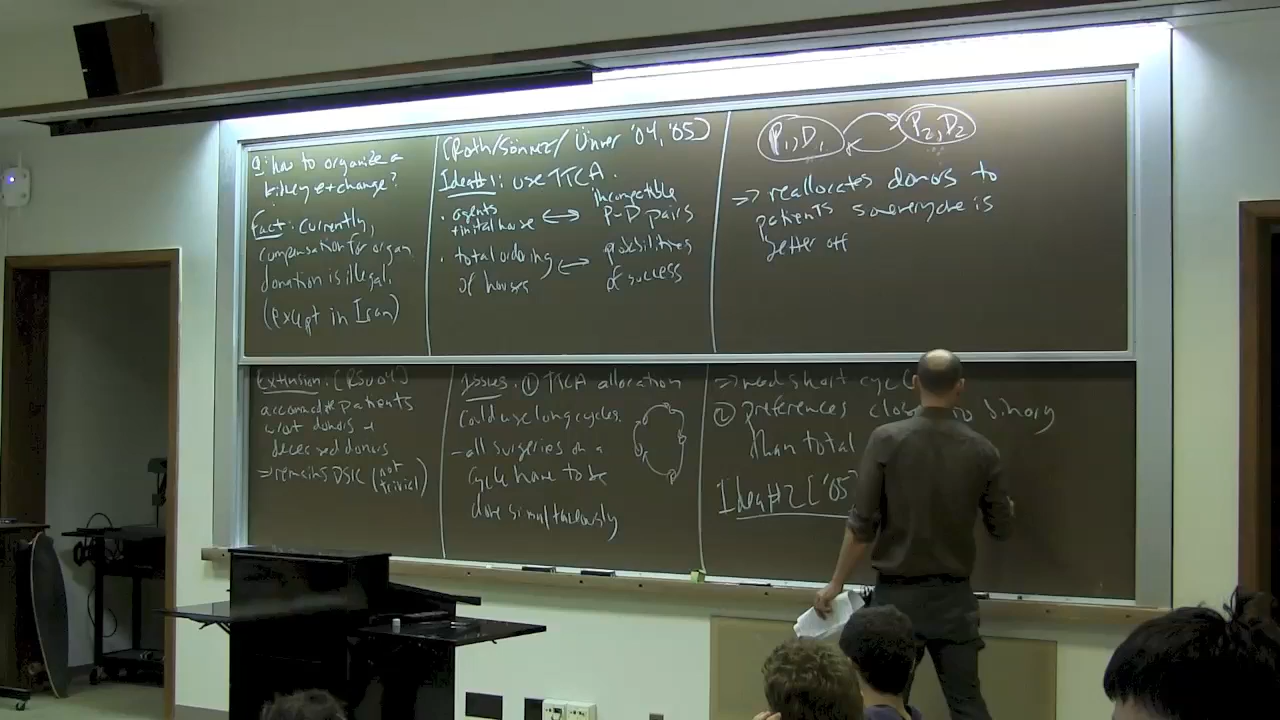 Q: how to organize a
kidney exchange?
Fact: currently,
compensation for organ
donation is illegal.
(except in Iran)
[Roth/Sönmez/Ünver '04, '05]
Idea #1: use TTCA.
• agents
+ initial house ⟺ incompatible
P-D pairs
• total ordering
of houses ⟺ probabilities
of success
P1, D1
P2, D2
⇒ reallocates donors to
patients so everyone is
better off
Extension: [RSU 04]
accommodate patients
w/out donors +
deceased donors
⇒ remains DSIC (not
trivial)
Issues: ① TTCA allocation
could use long cycles.
- all surgeries on a
cycle have to be
done simultaneously
⇒ need short
② preferences binary
than total
Idea #2 ['05]